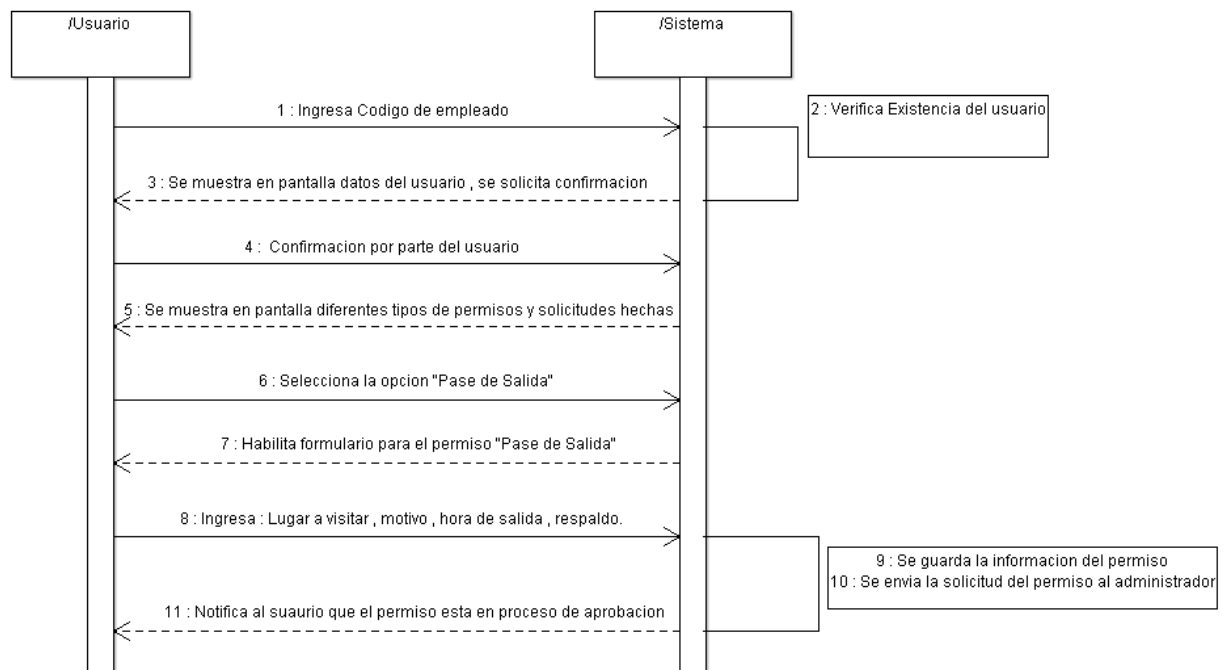 /Usuario
/Sistema
1 : Ingresa Codigo de empleado
2 : Verifica Existencia del usuario
3 : Se muestra en pantalla datos del usuario , se solicita confirmacion
4 : Confirmacion por parte del usuario
5 : Se muestra en pantalla diferentes tipos de permisos y solicitudes hechas
6 : Selecciona la opcion "Pase de Salida"
7 : Habilita formulario para el permiso "Pase de Salida"
8 : Ingresa : Lugar a visitar , motivo , hora de salida , respaldo.
9 : Se guarda la informacion del permiso
10 : Se envia la solicitud del permiso al administrador
11 : Notifica al suaurio que el permiso esta en proceso de aprobacion